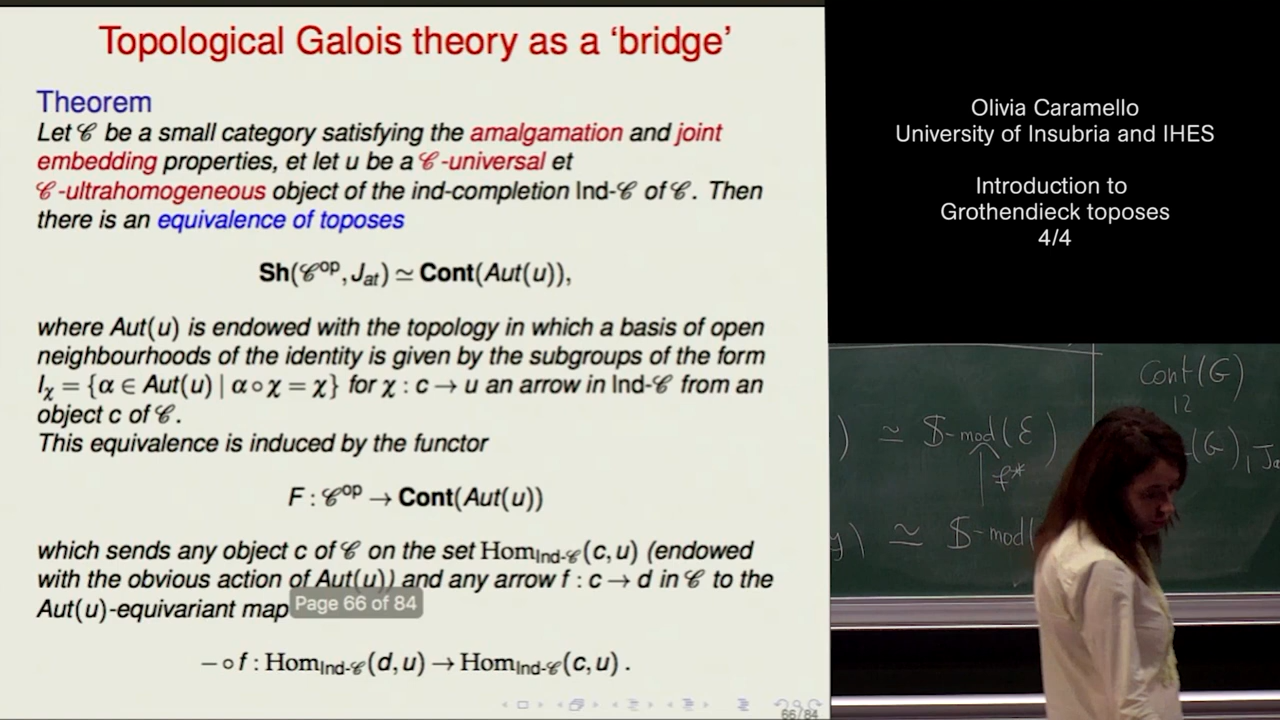 Topological Galois theory as a ‘bridge’
Theorem
Let 𝒞 be a small category satisfying the amalgamation and joint
embedding properties, et let u be a 𝒞-universal et
𝒞-ultrahomogeneous object of the ind-completion Ind-𝒞 of 𝒞. Then
there is an equivalence of toposes
Sh(𝒞^op, J_at) ≃ Cont(Aut(u)),
where Aut(u) is endowed with the topology in which a basis of open
neighbourhoods of the identity is given by the subgroups of the form
I_χ = {α ∈ Aut(u) | α ∘ χ = χ} for χ : c → u an arrow in Ind-𝒞 from an
object c of 𝒞.
This equivalence is induced by the functor
F : 𝒞^op → Cont(Aut(u))
which sends any object c of 𝒞 on the set Hom_Ind-𝒞(c, u) (endowed
with the obvious action of Aut(u)) and any arrow f : c → d in 𝒞 to the
Aut(u)-equivariant map
Page 66 of 84
− ∘ f : Hom_Ind-𝒞(d, u) → Hom_Ind-𝒞(c, u) .
66/84
Olivia Caramello
University of Insubria and IHES
Introduction to
Grothendieck toposes
4/4
Cont(G)
) ≃ 𝕊-mod(ℰ)
f*
≃ 𝕊-mod(